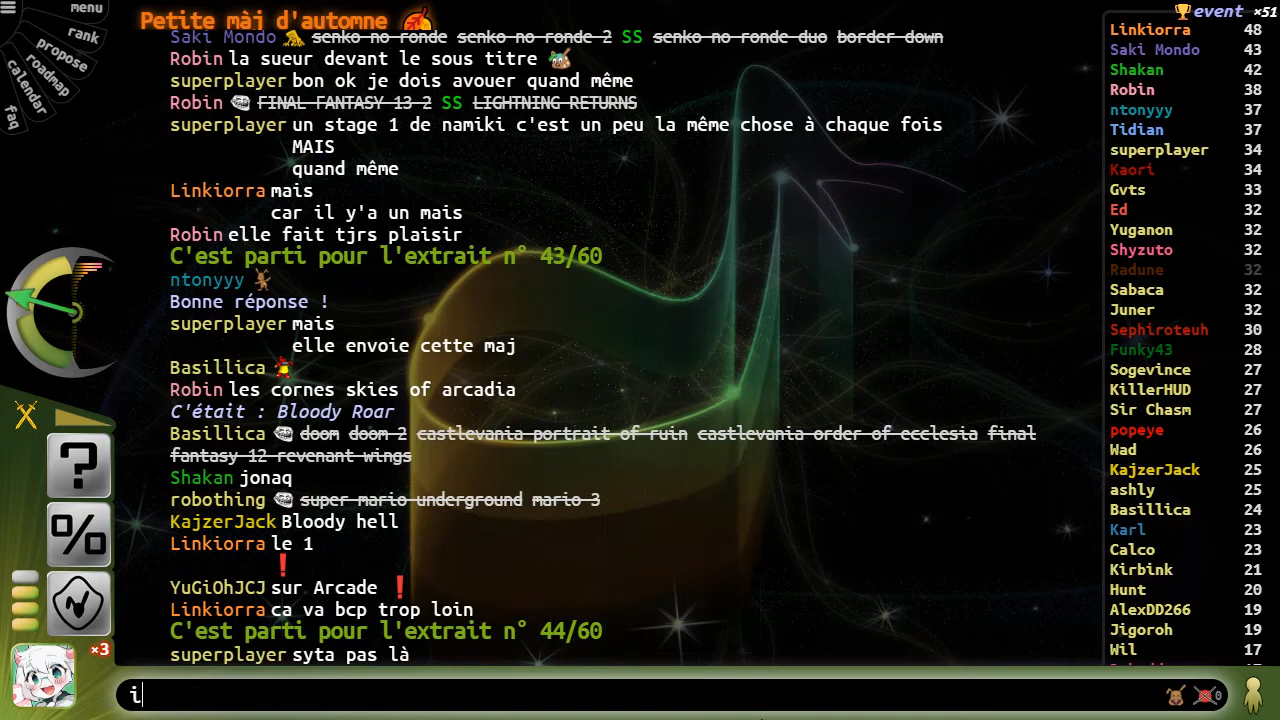 menu
rank
propose
roadmap
calendar
faq
Petite màj d'automne
Saki Mondo senko no ronde senko no ronde 2 SS senko no ronde duo border down
Robin la sueur devant le sous titre
superplayer bon ok je dois avouer quand même
Robin FINAL FANTASY 13-2 SS LIGHTNING RETURNS
superplayer un stage 1 de namiki c'est un peu la même chose à chaque fois
MAIS
quand même
Linkiorra mais
car il y'a un mais
Robin elle fait tjrs plaisir
C'est parti pour l'extrait n° 43/60
ntonyyy
Bonne réponse !
superplayer mais
elle envoie cette maj
Basillica
Robin les cornes skies of arcadia
C'était : Bloody Roar
Basillica doom doom 2 castlevania portrait of ruin castlevania order of ecclesia final
fantasy 12 revenant wings
Shakan jonaq
robothing super mario underground mario 3
KajzerJack Bloody hell
Linkiorra le 1
❗
YuGiOhJCJ sur Arcade ❗
Linkiorra ca va bcp trop loin
C'est parti pour l'extrait n° 44/60
superplayer syta pas là
?
%
×3
i
0
event ×51
Linkiorra 48
Saki Mondo 43
Shakan 42
Robin 38
ntonyyy 37
Tidian 37
superplayer 34
Kaori 34
Gvts 33
Ed 32
Yuganon 32
Shyzuto 32
Radune 32
Sabaca 32
Juner 32
Sephiroteuh 30
Funky43 28
Sogevince 27
KillerHUD 27
Sir Chasm 27
popeye 26
Wad 26
KajzerJack 25
ashly 25
Basillica 24
Karl 23
Calco 23
Kirbink 21
Hunt 20
AlexDD266 19
Jigoroh 19
Wil 17